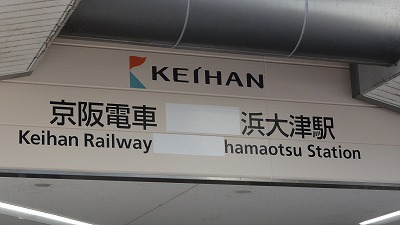 KEIHAN
京阪電車 浜大津駅
Keihan Railway hamaotsu Station